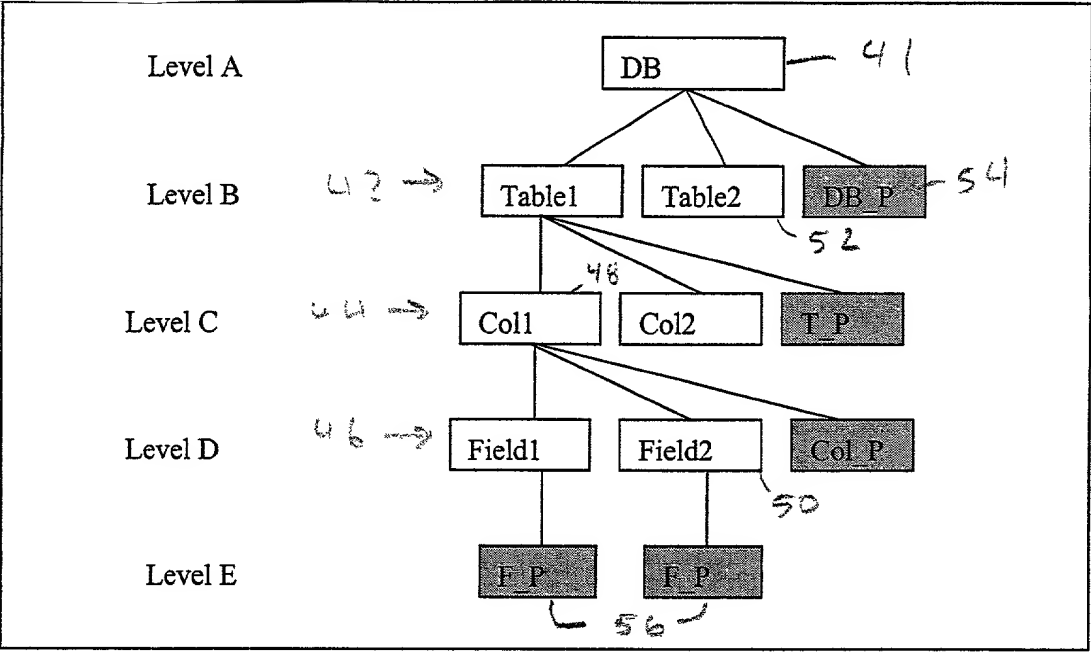 Level A DB 41
Level B 42 Table1 Table2 DB_P 54
52
48
Level C 44 Col1 Col2 T_P
Level D 46 Field1 Field2 Col_P
50
Level E F_P F_P
56